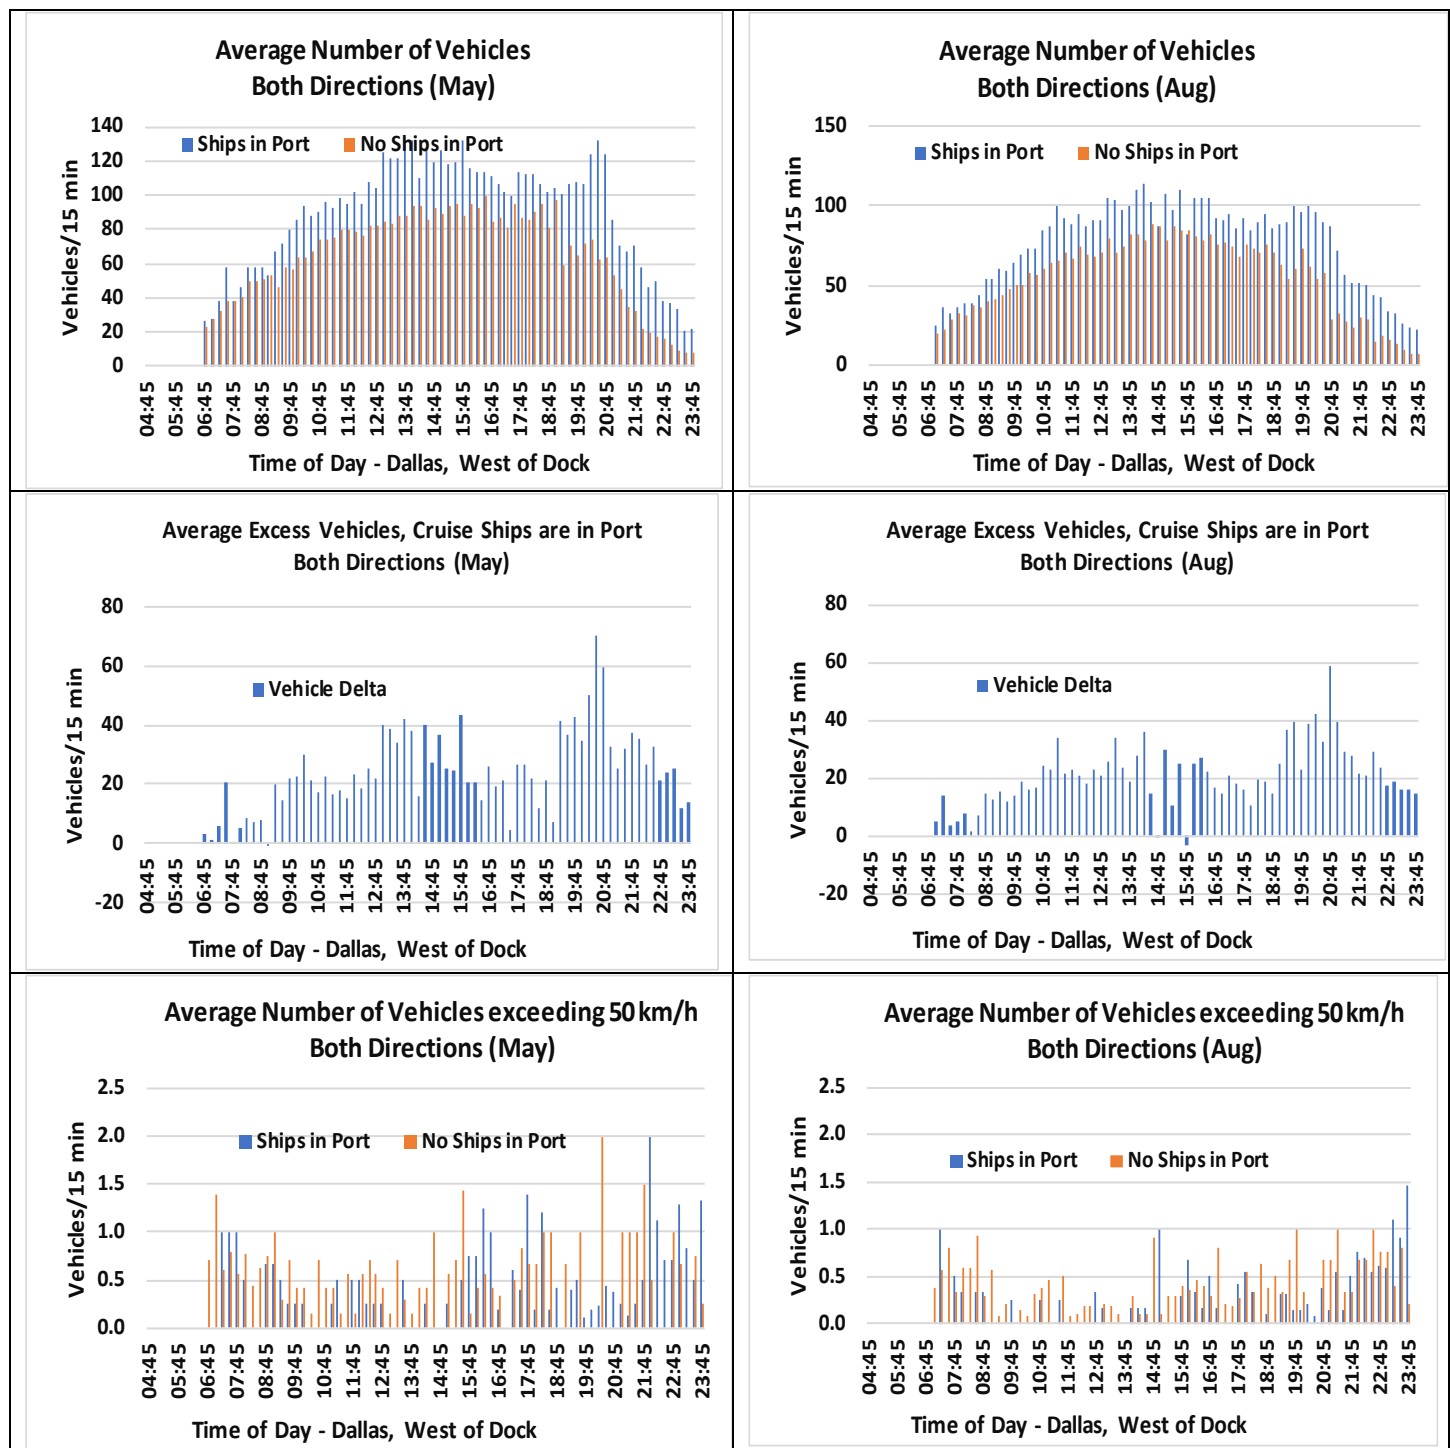 Average Number of Vehicles
Both Directions (May)
140
120
100
80
60
40
20
0
Vehicles/15 min
Ships in Port No Ships in Port
04:45 05:45 06:45 07:45 08:45 09:45 10:45 11:45 12:45 13:45 14:45 15:45 16:45 17:45 18:45 19:45 20:45 21:45 22:45 23:45
Time of Day - Dallas, West of Dock
Average Number of Vehicles
Both Directions (Aug)
150
100
50
0
Vehicles/15 min
Ships in Port No Ships in Port
04:45 05:45 06:45 07:45 08:45 09:45 10:45 11:45 12:45 13:45 14:45 15:45 16:45 17:45 18:45 19:45 20:45 21:45 22:45 23:45
Time of Day - Dallas, West of Dock
Average Excess Vehicles, Cruise Ships are in Port
Both Directions (May)
80
60
40
20
0
-20
Vehicles/15 min
Vehicle Delta
04:45 05:45 06:45 07:45 08:45 09:45 10:45 11:45 12:45 13:45 14:45 15:45 16:45 17:45 18:45 19:45 20:45 21:45 22:45 23:45
Time of Day - Dallas, West of Dock
Average Excess Vehicles, Cruise Ships are in Port
Both Directions (Aug)
80
60
40
20
0
-20
Vehicles/15 min
Vehicle Delta
04:45 05:45 06:45 07:45 08:45 09:45 10:45 11:45 12:45 13:45 14:45 15:45 16:45 17:45 18:45 19:45 20:45 21:45 22:45 23:45
Time of Day - Dallas, West of Dock
Average Number of Vehicles exceeding 50 km/h
Both Directions (May)
2.5
2.0
1.5
1.0
0.5
0.0
Vehicles/15 min
Ships in Port No Ships in Port
04:45 05:45 06:45 07:45 08:45 09:45 10:45 11:45 12:45 13:45 14:45 15:45 16:45 17:45 18:45 19:45 20:45 21:45 22:45 23:45
Time of Day - Dallas, West of Dock
Average Number of Vehicles exceeding 50 km/h
Both Directions (Aug)
2.5
2.0
1.5
1.0
0.5
0.0
Vehicles/15 min
Ships in Port No Ships in Port
04:45 05:45 06:45 07:45 08:45 09:45 10:45 11:45 12:45 13:45 14:45 15:45 16:45 17:45 18:45 19:45 20:45 21:45 22:45 23:45
Time of Day - Dallas, West of Dock